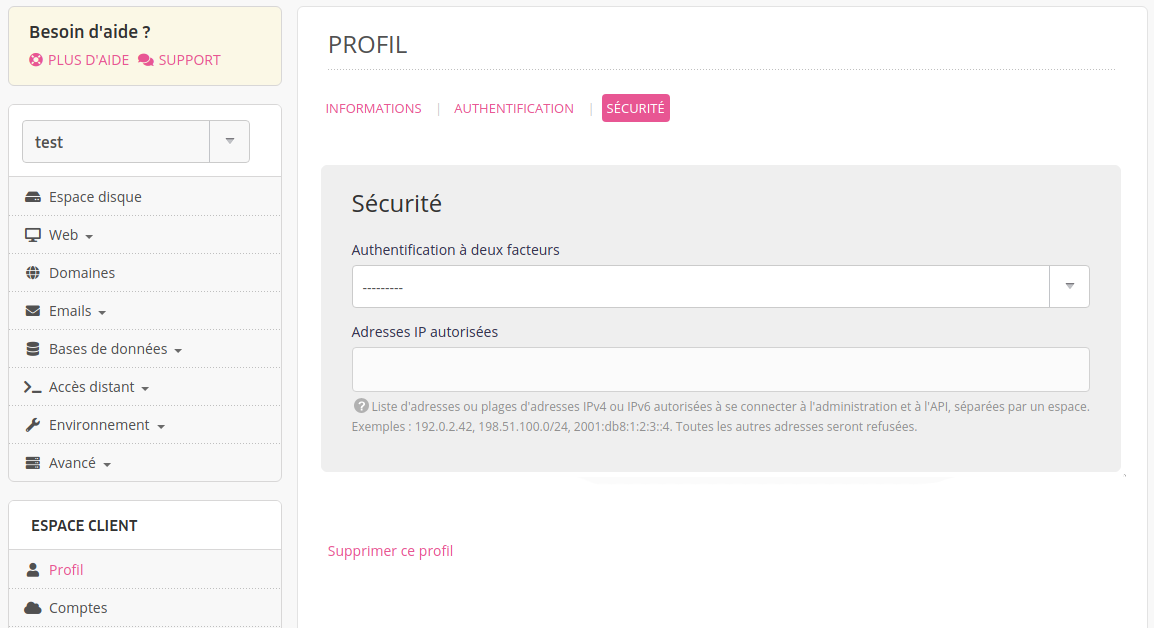 Besoin d'aide ?
PLUS D'AIDE SUPPORT
test
Espace disque
Web
Domaines
Emails
Bases de données
Accès distant
Environnement
Avancé
ESPACE CLIENT
Profil
Comptes
PROFIL
INFORMATIONS | AUTHENTIFICATION | SÉCURITÉ
Sécurité
Authentification à deux facteurs
---------
Adresses IP autorisées
? Liste d'adresses ou plages d'adresses IPv4 ou IPv6 autorisées à se connecter à l'administration et à l'API, séparées par un espace.
Exemples : 192.0.2.42, 198.51.100.0/24, 2001:db8:1:2:3::4. Toutes les autres adresses seront refusées.
Supprimer ce profil